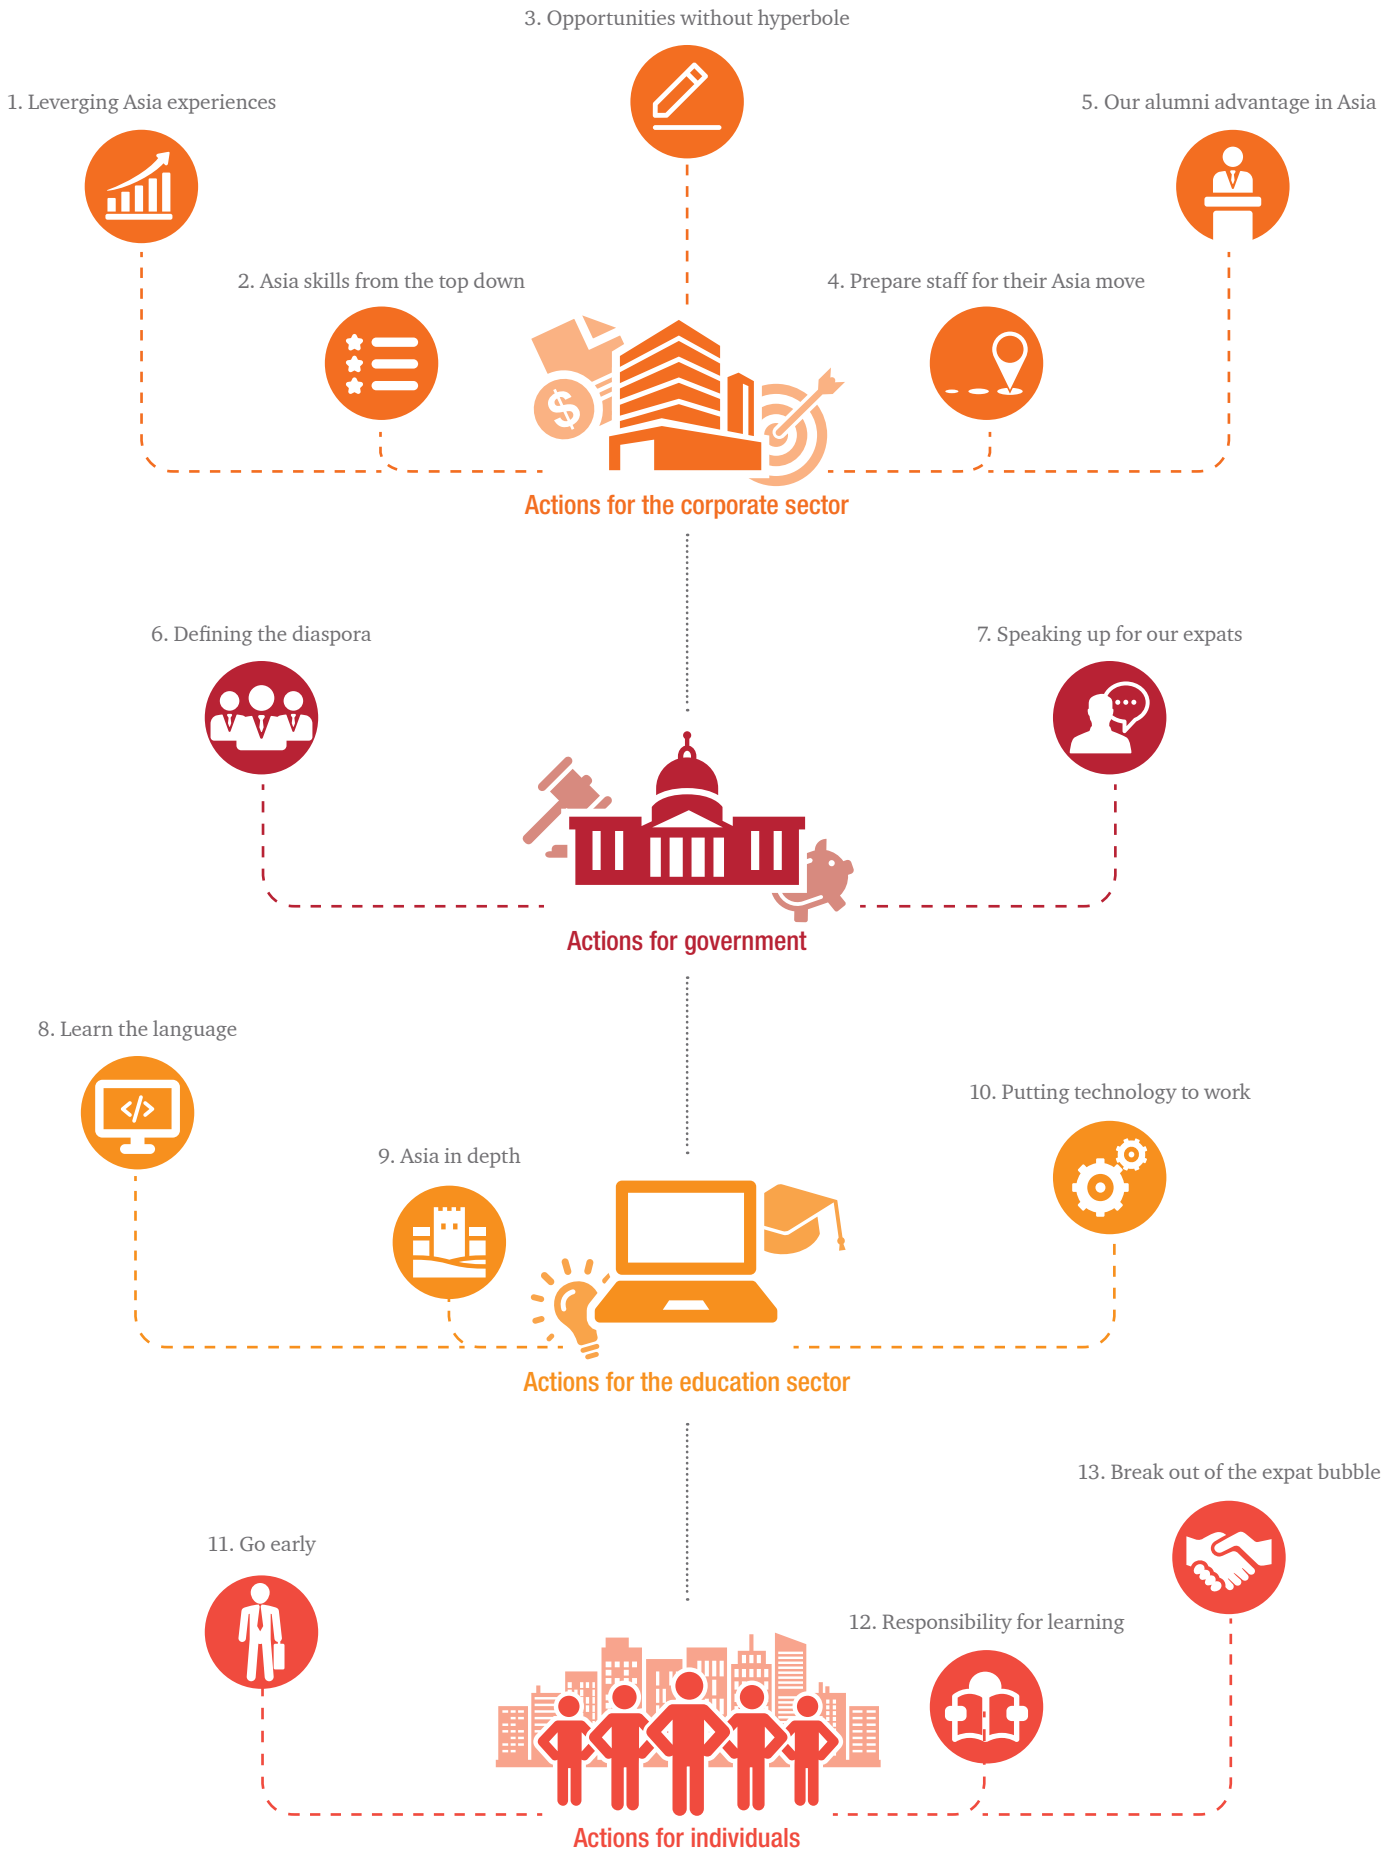 3. Opportunities without hyperbole
1. Leverging Asia experiences
5. Our alumni advantage in Asia
2. Asia skills from the top down
4. Prepare staff for their Asia move
$
Actions for the corporate sector
6. Defining the diaspora
7. Speaking up for our expats
Actions for government
8. Learn the language
</>
10. Putting technology to work
9. Asia in depth
Actions for the education sector
13. Break out of the expat bubble
11. Go early
12. Responsibility for learning
Actions for individuals